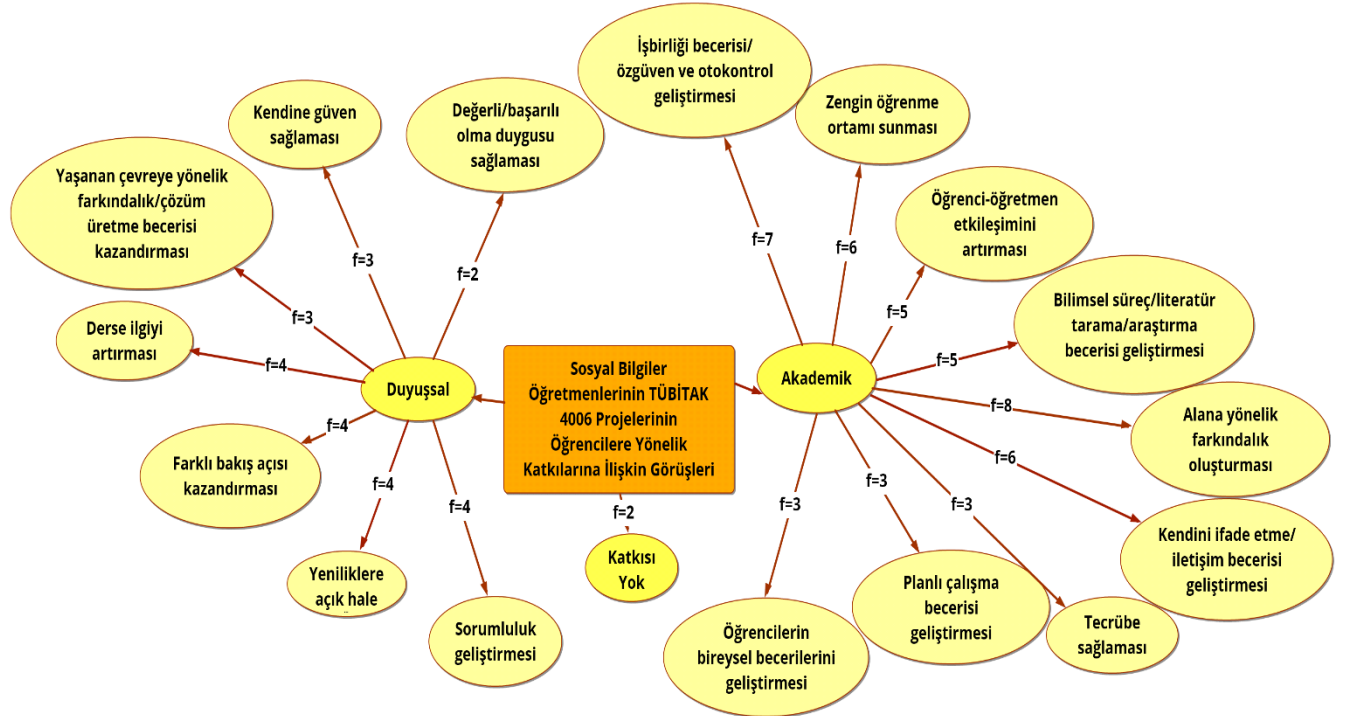 İşbirliği becerisi/
özgüven ve otokontrol
geliştirmesi
Zengin öğrenme
ortamı sunması
Kendine güven
sağlaması
Değerli/başarılı
olma duygusu
sağlaması
Yaşanan çevreye yönelik
farkındalık/çözüm
üretme becerisi
kazandırması
Öğrenci-öğretmen
etkileşimini
artırması
f=7
f=6
f=3
f=2
f=3
f=5
Bilimsel süreç/literatür
tarama/araştırma
becerisi geliştirmesi
Derse ilgiyi
artırması
f=4
f=5
Duyuşsal
Sosyal Bilgiler
Öğretmenlerinin TÜBİTAK
4006 Projelerinin
Öğrencilere Yönelik
Katkılarına İlişkin Görüşleri
Akademik
f=8
Alana yönelik
farkındalık
oluşturması
f=4
Farklı bakış açısı
kazandırması
f=6
f=4
f=4
f=2
f=3
f=3
f=3
Kendini ifade etme/
iletişim becerisi
geliştirmesi
Katkısı
Yok
Yeniliklere
açık hale
Planlı çalışma
becerisi
geliştirmesi
Sorumluluk
geliştirmesi
Öğrencilerin
bireysel becerilerini
geliştirmesi
Tecrübe
sağlaması